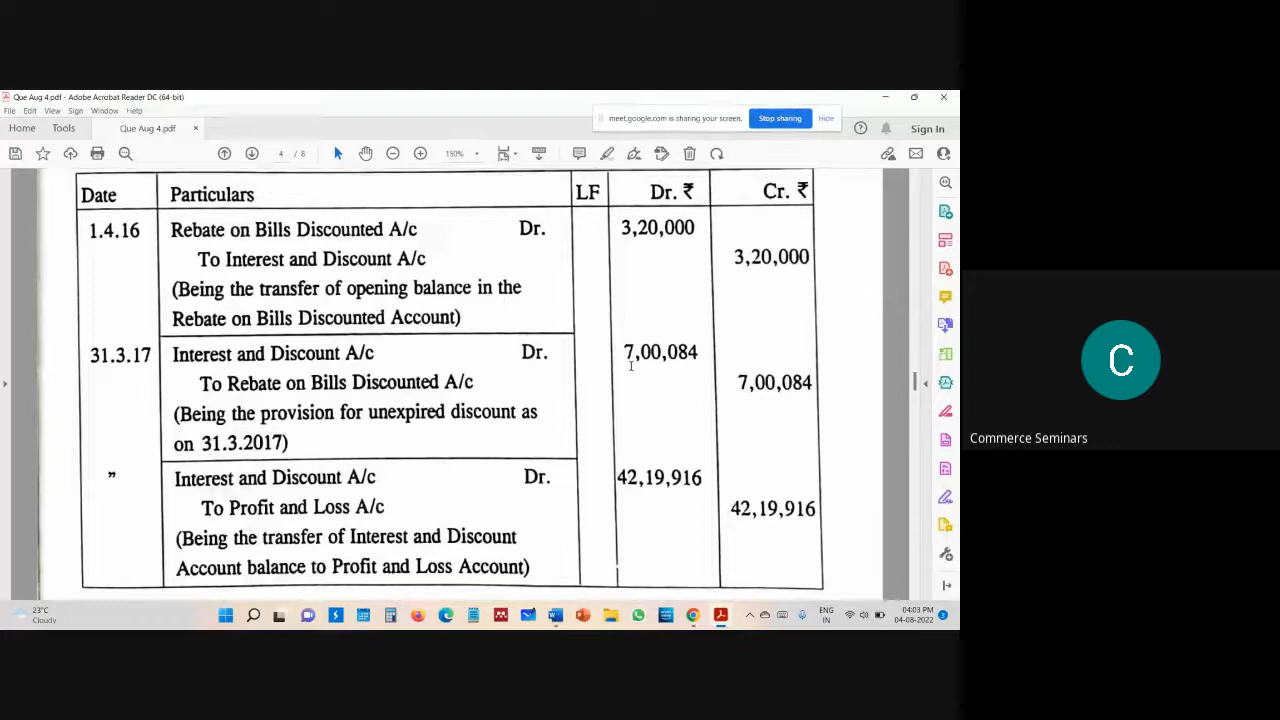 Que Aug 4.pdf - Adobe Acrobat Reader DC (64-bit)
File Edit View Sign Window Help
meet.google.com is sharing your screen. Stop sharing Hide
Home Tools Que Aug 4.pdf × Sign In
4 / 8 150%
Date Particulars LF Dr. ₹ Cr. ₹
1.4.16 Rebate on Bills Discounted A/c Dr. 3,20,000
To Interest and Discount A/c 3,20,000
(Being the transfer of opening balance in the
Rebate on Bills Discounted Account)
31.3.17 Interest and Discount A/c Dr. 7,00,084
To Rebate on Bills Discounted A/c 7,00,084
(Being the provision for unexpired discount as
on 31.3.2017)
" Interest and Discount A/c Dr. 42,19,916
To Profit and Loss A/c 42,19,916
(Being the transfer of Interest and Discount
Account balance to Profit and Loss Account)
C
Commerce Seminars
23°C
Cloudy
ENG
IN
04:03 PM
04-08-2022